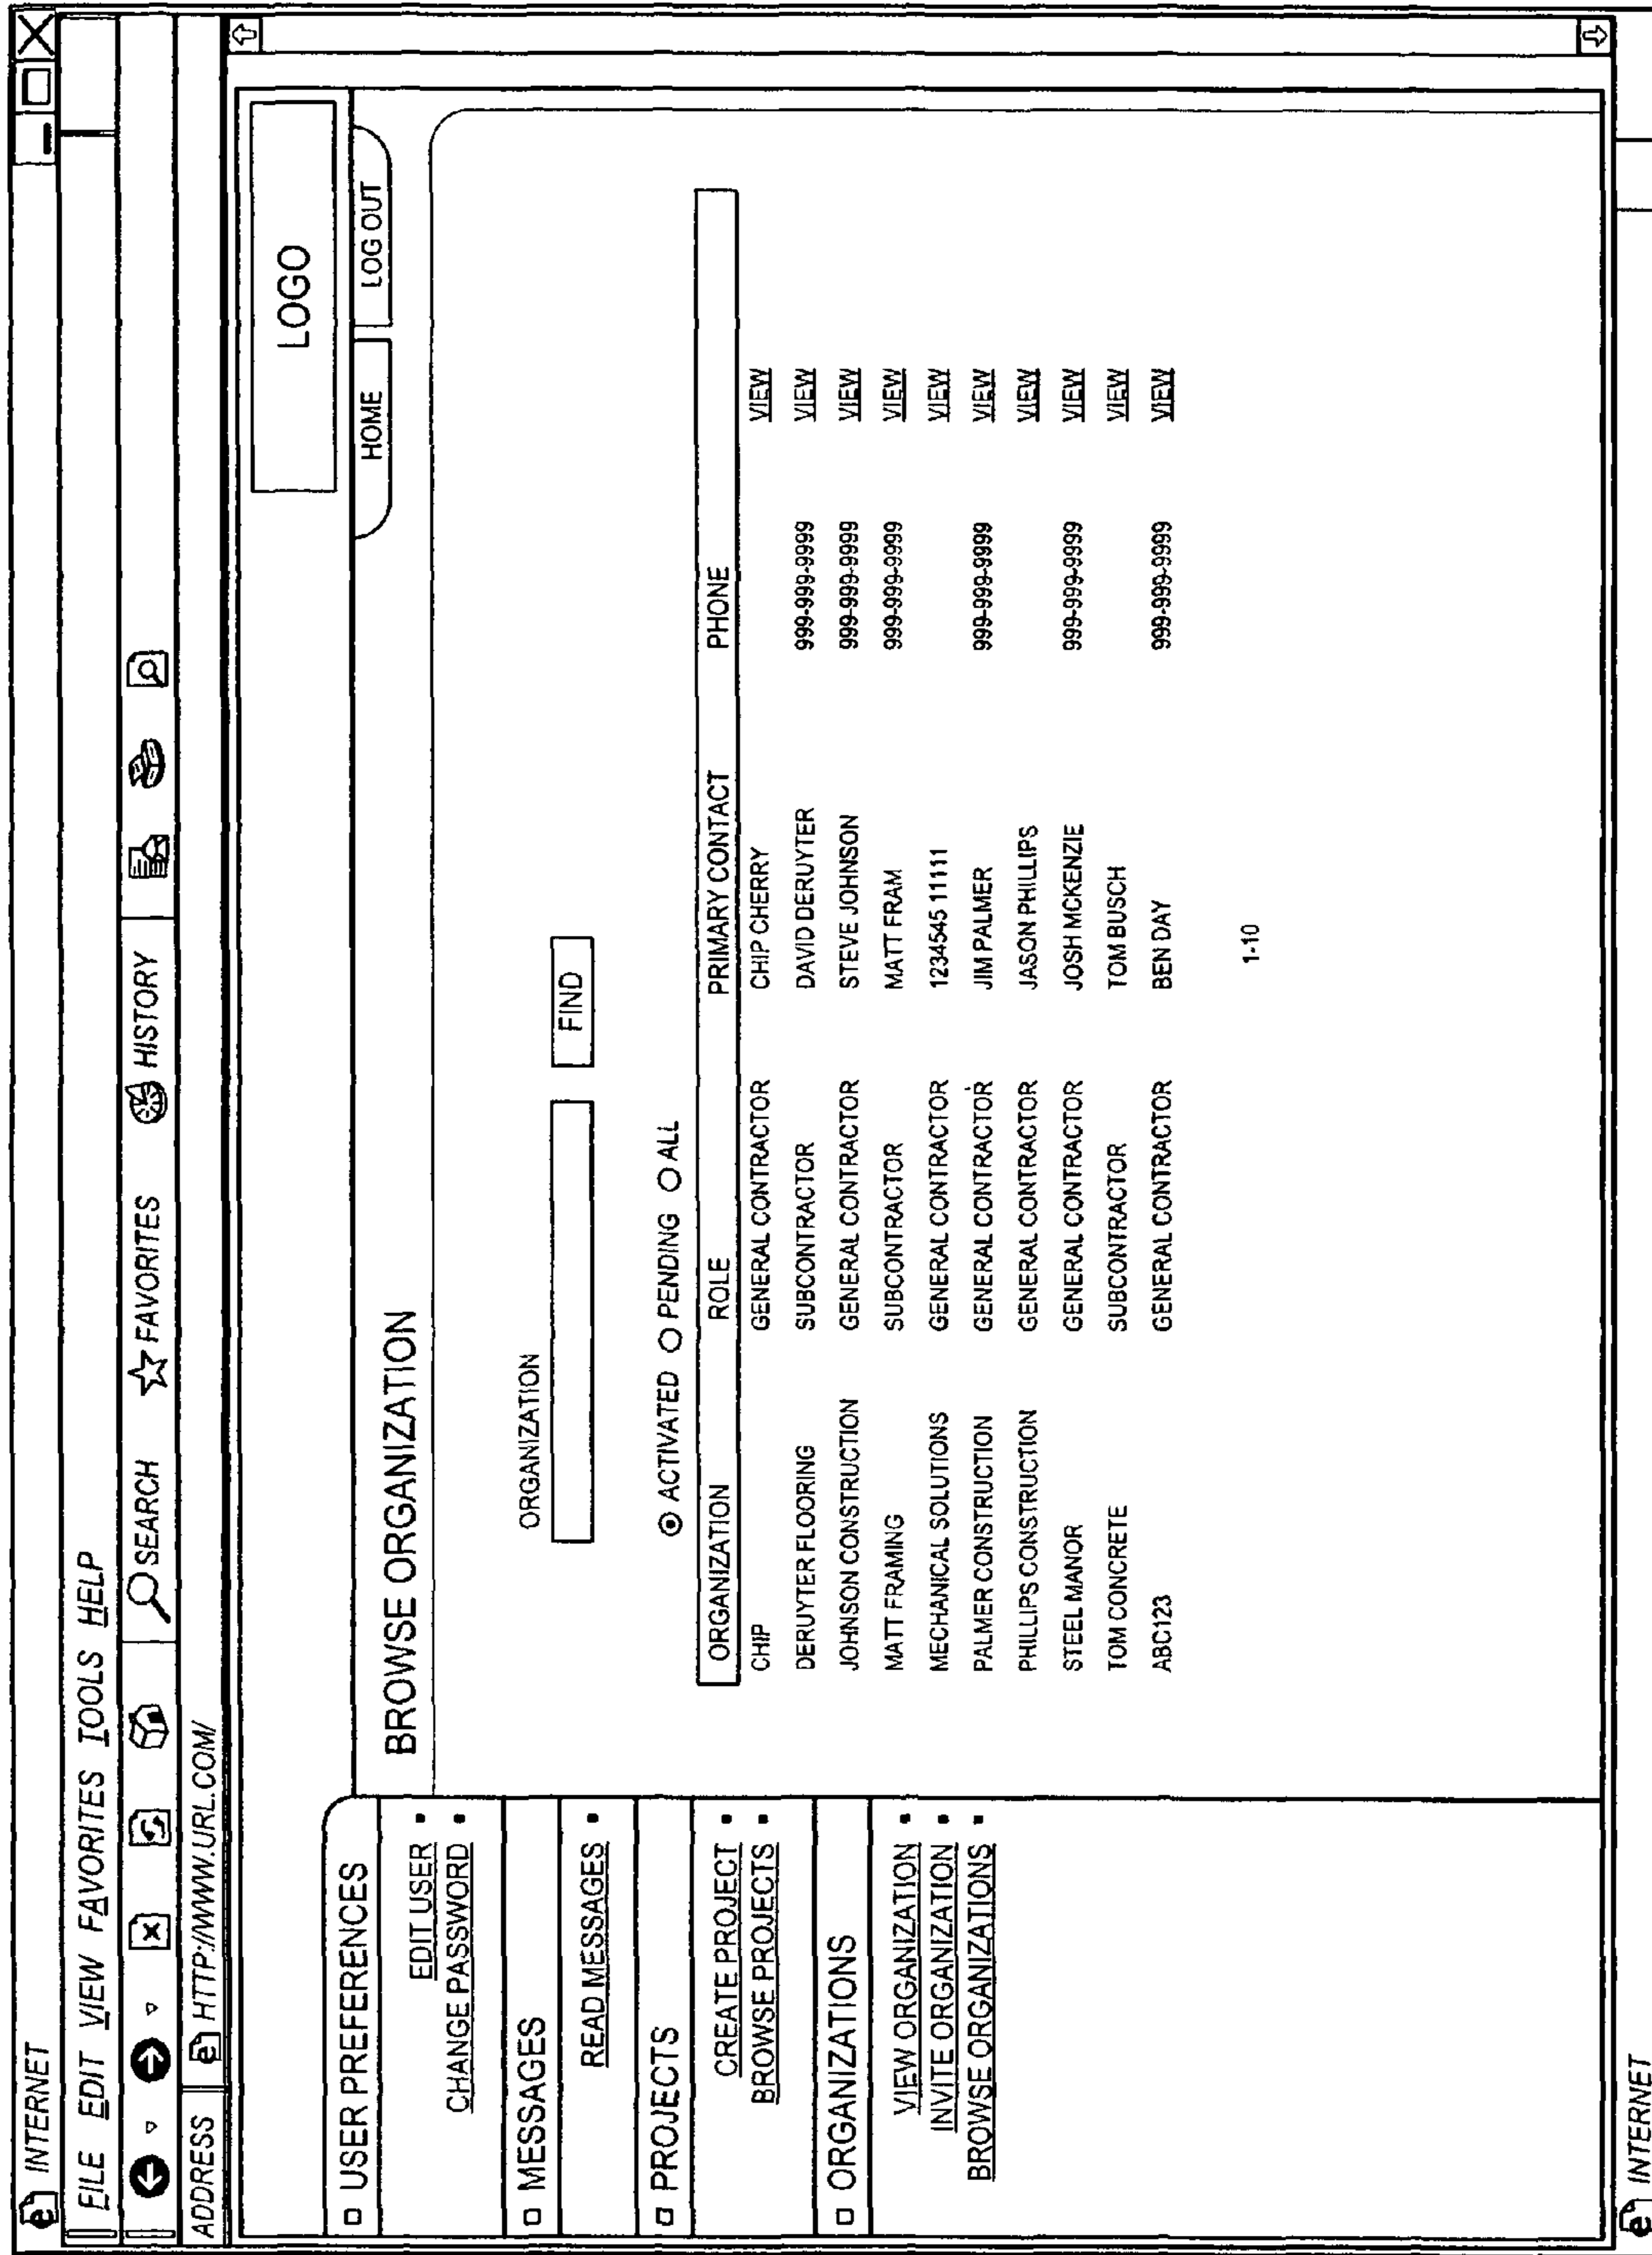 INTERNET
FILE EDIT VIEW FAVORITES TOOLS HELP
SEARCH FAVORITES HISTORY
ADDRESS HTTP://WWW.URL.COM/
LOGO
HOME LOG OUT
USER PREFERENCES
EDIT USER
CHANGE PASSWORD
MESSAGES
READ MESSAGES
PROJECTS
CREATE PROJECT
BROWSE PROJECTS
ORGANIZATIONS
VIEW ORGANIZATION
INVITE ORGANIZATION
BROWSE ORGANIZATIONS
BROWSE ORGANIZATION
ORGANIZATION
FIND
ACTIVATED PENDING ALL
ORGANIZATION ROLE PRIMARY CONTACT PHONE
CHIP GENERAL CONTRACTOR CHIP CHERRY VIEW
DERUYTER FLOORING SUBCONTRACTOR DAVID DERUYTER 999-999-9999 VIEW
JOHNSON CONSTRUCTION GENERAL CONTRACTOR STEVE JOHNSON 999-999-9999 VIEW
MATT FRAMING SUBCONTRACTOR MATT FRAM 999-999-9999 VIEW
MECHANICAL SOLUTIONS GENERAL CONTRACTOR 1234545 11111 VIEW
PALMER CONSTRUCTION GENERAL CONTRACTOR JIM PALMER 999-999-9999 VIEW
PHILLIPS CONSTRUCTION GENERAL CONTRACTOR JASON PHILLIPS VIEW
STEEL MANOR GENERAL CONTRACTOR JOSH MCKENZIE 999-999-9999 VIEW
TOM CONCRETE SUBCONTRACTOR TOM BUSCH VIEW
ABC123 GENERAL CONTRACTOR BEN DAY 999-999-9999 VIEW
1-10
INTERNET